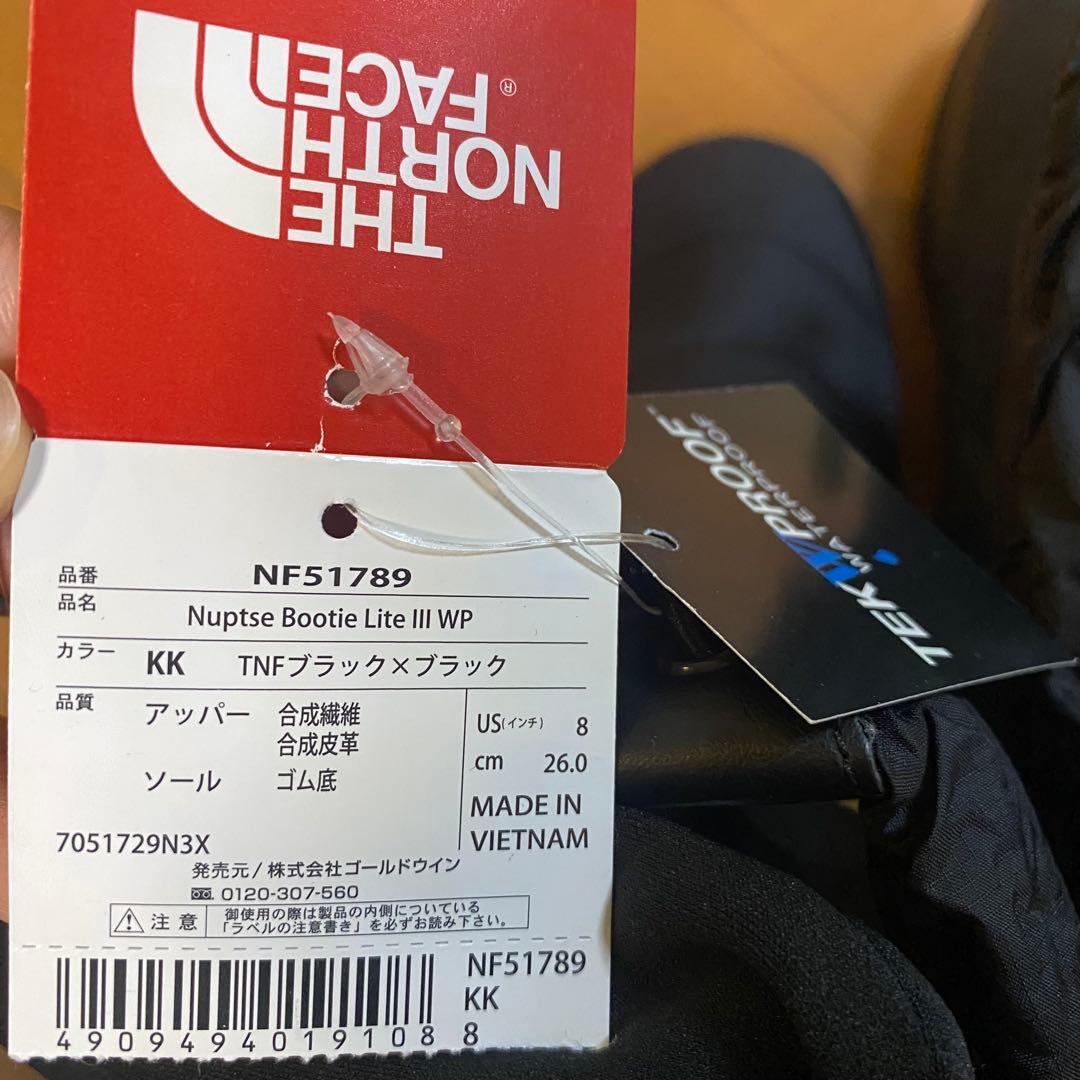 THE
NORTH
FACE®
TEK W PROOF™
WATERPROOF
品番 NF51789
品名 Nuptse Bootie Lite III WP
カラー KK TNFブラック×ブラック
品質 アッパー 合成繊維
合成皮革
ソール ゴム底
US(インチ) 8
cm 26.0
MADE IN
VIETNAM
7051729N3X
発売元/株式会社ゴールドウイン
0120-307-560
注意 御使用の際は製品の内側についている
「ラベルの注意書き」を必ずお読み下さい。
4909494019108
NF51789
KK
8